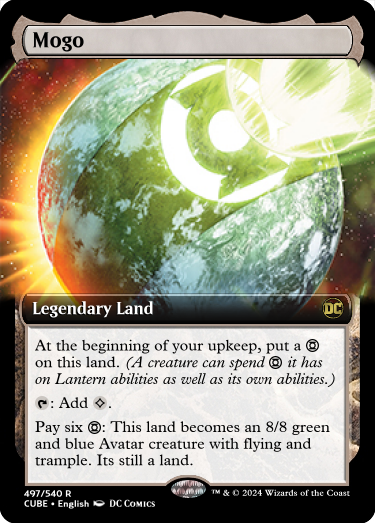 Mogo
Legendary Land
DC
At the beginning of your upkeep, put a
on this land. (A creature can spend it has
on Lantern abilities as well as its own abilities.)
: Add .
Pay six : This land becomes an 8/8 green
and blue Avatar creature with flying and
trample. Its still a land.
497/540 R
CUBE • English DC Comics
™ & © 2024 Wizards of the Coast